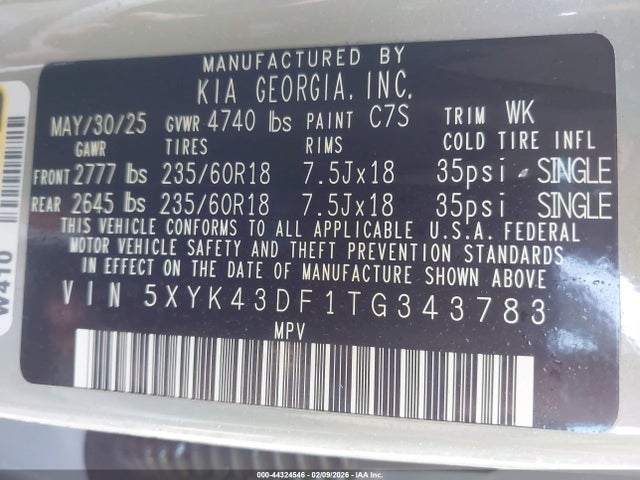 MANUFACTURED BY
KIA GEORGIA, INC.
MAY/30/25 GVWR 4740 lbs PAINT C7S TRIM WK
GAWR TIRES RIMS COLD TIRE INFL
FRONT 2777 lbs 235/60R18 7.5Jx18 35psi SINGLE
REAR 2645 lbs 235/60R18 7.5Jx18 35psi SINGLE
THIS VEHICLE CONFORMS TO ALL APPLICABLE U.S.A. FEDERAL
MOTOR VEHICLE SAFETY AND THEFT PREVENTION STANDARDS
IN EFFECT ON THE DATE OF MANUFACTURE SHOWN ABOVE
VIN 5XYK43DF1TG343783
MPV
W410
000-44324546 - 02/09/2026 - IAA Inc.